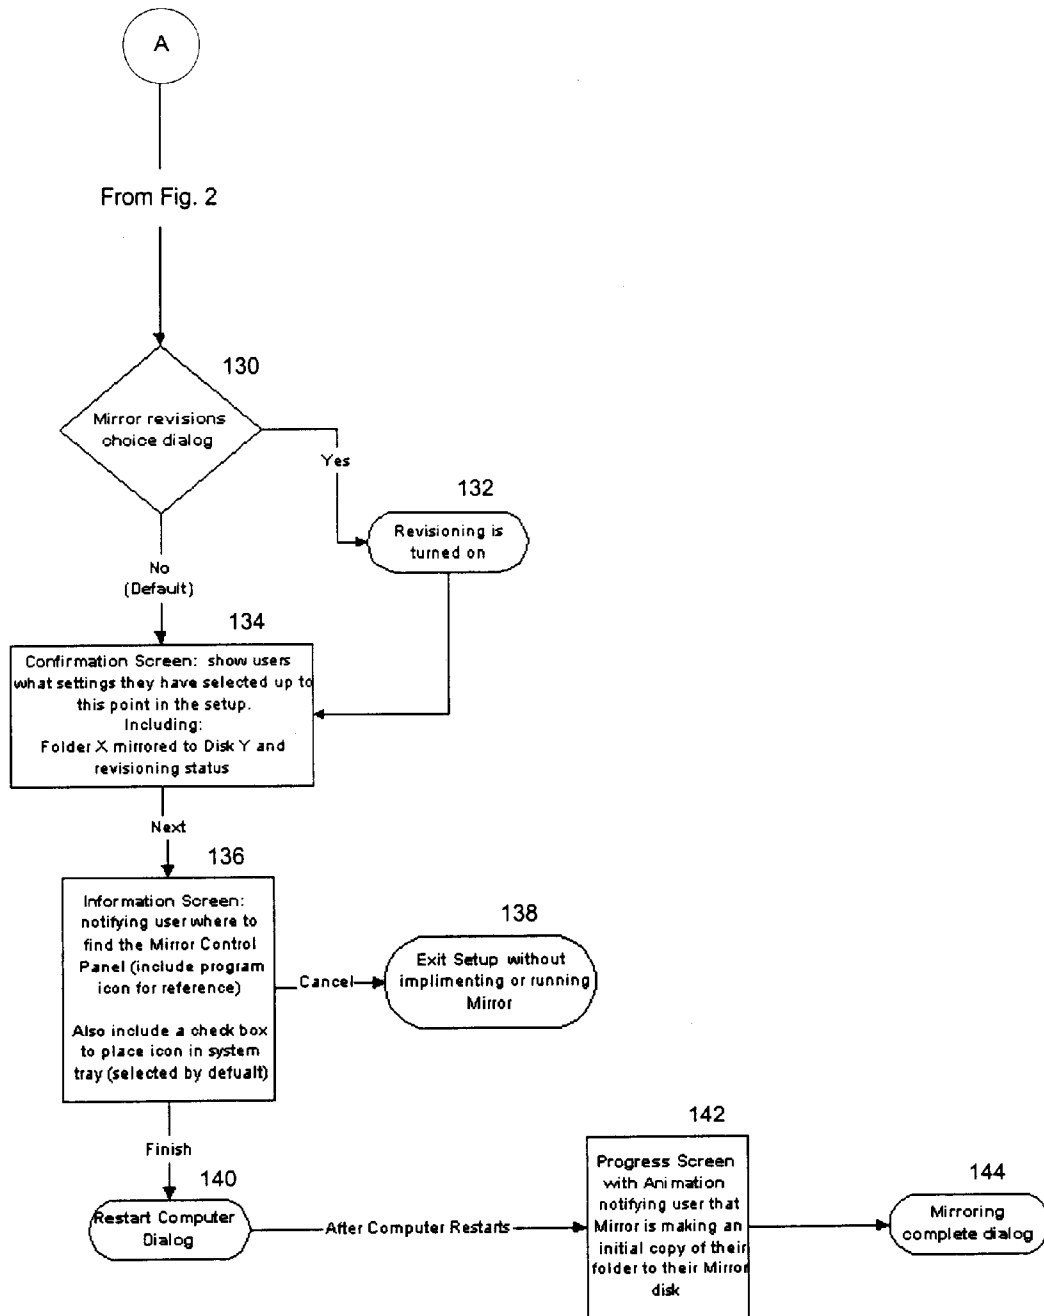 A
From Fig. 2
130
Mirror revisions
choice dialog
Yes
132
Revisioning is
turned on
No
(Default)
134
Confirmation Screen: show users
what settings they have selected up to
this point in the setup.
Including:
Folder X mirrored to Disk Y and
revisioning status
Next
136
Information Screen:
notifying user where to
find the Mirror Control
Panel (include program
icon for reference)
Also include a check box
to place icon in system
tray (selected by defualt)
Cancel
138
Exit Setup without
implimenting or running
Mirror
Finish
140
Restart Computer
Dialog
After Computer Restarts
142
Progress Screen
with Animation
notifying user that
Mirror is making an
initial copy of their
folder to their Mirror
disk
144
Mirroring
complete dialog